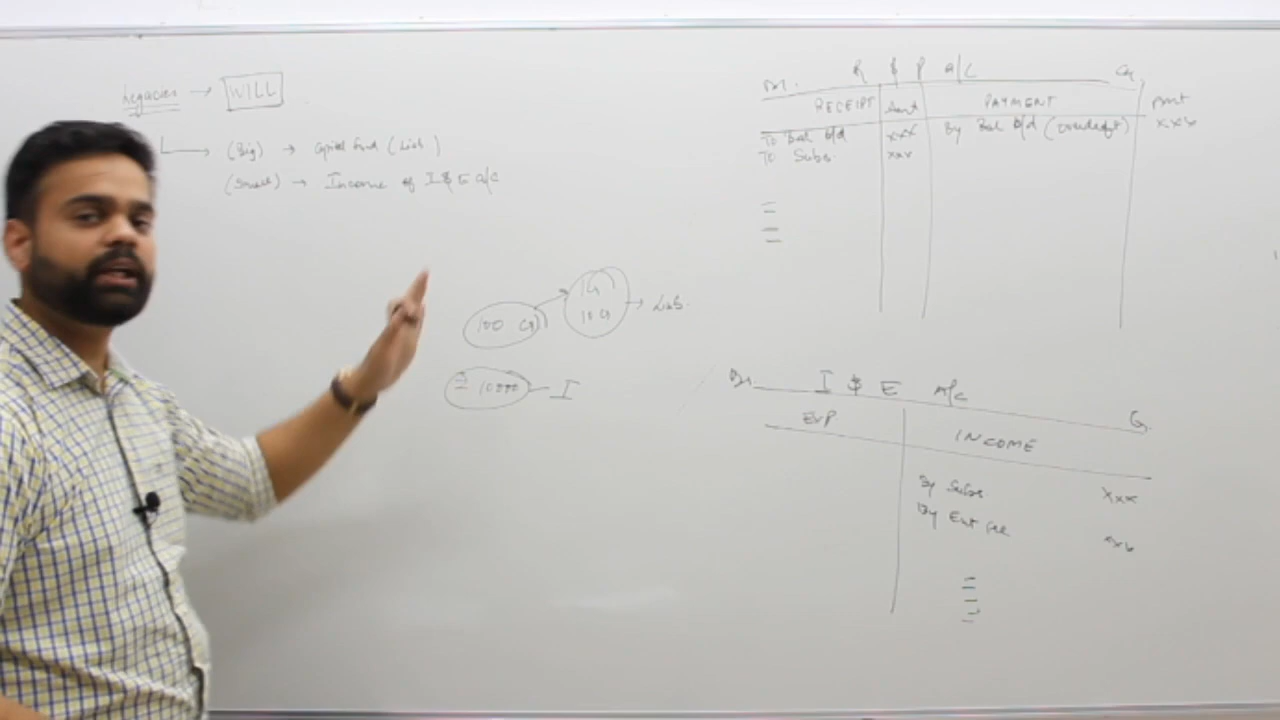 Legacies → WILL
(Big) → Capital fund (Liab)
(Small) → Income of I & E a/c
100 Cr → 10 Cr → Liab.
10000 — I
R & P A/C
Dr. Cr
RECEIPT Amt PAYMENT Amt
To Bal b/d xxx By Bal b/d (overdraft) xxx
To Subs. xxx
I & E A/c
Dr Cr
EXP INCOME
By Subs xxx
By Ent fee xxx